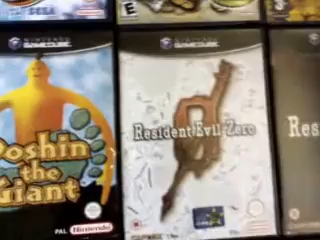 SEGA
E
NINTENDO
GAMECUBE
NINTENDO
GAMECUBE
Doshin
the
Giant
PAL
Nintendo
Resident Evil Zero
Res